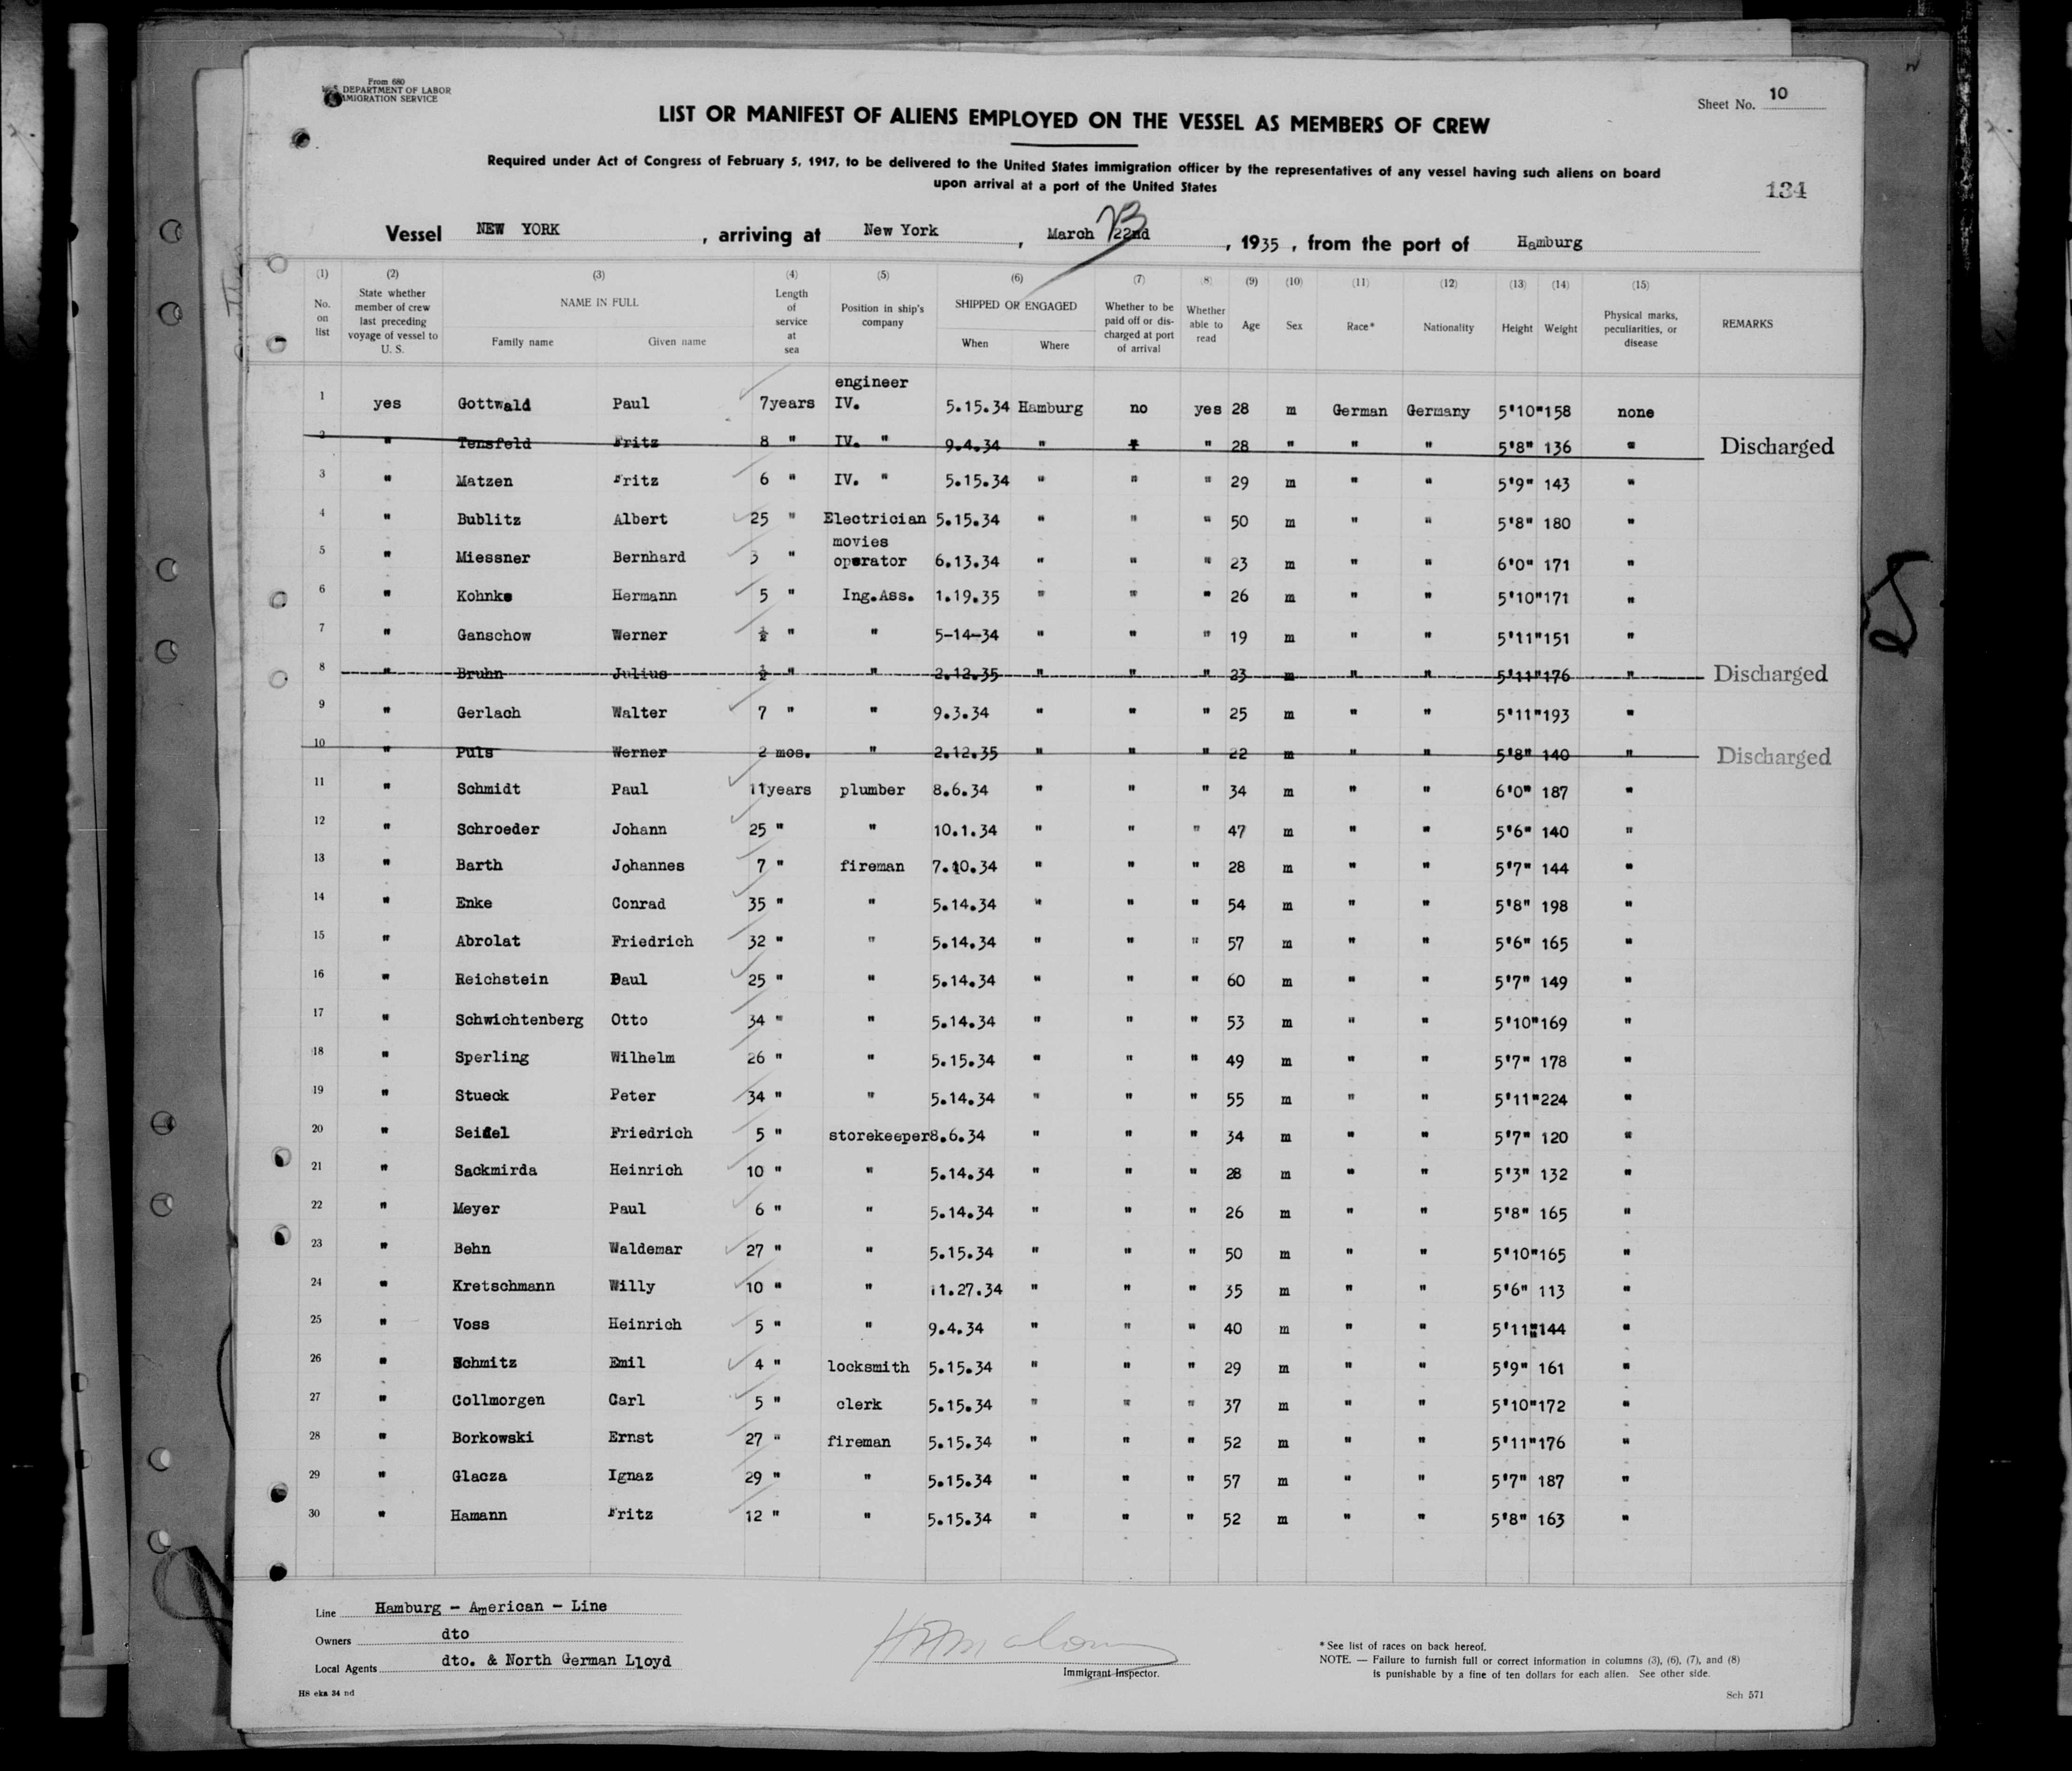 From 680
U.S. DEPARTMENT OF LABOR
IMMIGRATION SERVICE
Sheet No. 10
LIST OR MANIFEST OF ALIENS EMPLOYED ON THE VESSEL AS MEMBERS OF CREW
Required under Act of Congress of February 5, 1917, to be delivered to the United States immigration officer by the representatives of any vessel having such aliens on board
upon arrival at a port of the United States
134
Vessel NEW YORK , arriving at New York , March 22nd 23 , 1935 , from the port of Hamburg
(1) No. on list (2) State whether member of crew last preceding voyage of vessel to U. S. (3) NAME IN FULL Family name Given name (4) Length of service at sea (5) Position in ship's company (6) SHIPPED OR ENGAGED When Where (7) Whether to be paid off or discharged at port of arrival (8) Whether able to read (9) Age (10) Sex (11) Race* (12) Nationality (13) Height (14) Weight (15) Physical marks, peculiarities, or disease REMARKS
1 yes Gottwald Paul 7years engineer IV. 5.15.34 Hamburg no yes 28 m German Germany 5'10" 158 none
2 " Tensfeld Fritz 8 " IV. " 9.4.34 " " " 28 " " " 5'8" 136 " Discharged
3 " Matzen Fritz 6 " IV. " 5.15.34 " " " 29 m " " 5'9" 143 "
4 " Bublitz Albert 25 " Electrician 5.15.34 " " " 50 m " " 5'8" 180 "
5 " Miessner Bernhard 3 " movies operator 6.13.34 " " " 23 m " " 6'0" 171 "
6 " Kohnke Hermann 5 " Ing.Ass. 1.19.35 " " " 26 m " " 5'10" 171 "
7 " Ganschow Werner ½ " " 5-14-34 " " " 19 m " " 5'11" 151 "
8 " Bruhn Julius ½ " " 2.12.35 " " " 23 m " " 5'11" 176 " Discharged
9 " Gerlach Walter 7 " " 9.3.34 " " " 25 m " " 5'11" 193 "
10 " Puls Werner 2 mos. " 2.12.35 " " " 22 m " " 5'8" 140 " Discharged
11 " Schmidt Paul 11years plumber 8.6.34 " " " 34 m " " 6'0" 187 "
12 " Schroeder Johann 25 " " 10.1.34 " " " 47 m " " 5'6" 140 "
13 " Barth Johannes 7 " fireman 7.10.34 " " " 28 m " " 5'7" 144 "
14 " Enke Conrad 35 " " 5.14.34 " " " 54 m " " 5'8" 198 "
15 " Abrolat Friedrich 32 " " 5.14.34 " " " 57 m " " 5'6" 165 "
16 " Reichstein Paul 25 " " 5.14.34 " " " 60 m " " 5'7" 149 "
17 " Schwichtenberg Otto 34 " " 5.14.34 " " " 53 m " " 5'10" 169 "
18 " Sperling Wilhelm 26 " " 5.15.34 " " " 49 m " " 5'7" 178 "
19 " Stueck Peter 34 " " 5.14.34 " " " 55 m " " 5'11" 224 "
20 " Seidel Friedrich 5 " storekeeper 8.6.34 " " " 34 m " " 5'7" 120 "
21 " Sackmirda Heinrich 10 " " 5.14.34 " " " 28 m " " 5'3" 132 "
22 " Meyer Paul 6 " " 5.14.34 " " " 26 m " " 5'8" 165 "
23 " Behn Waldemar 27 " " 5.15.34 " " " 50 m " " 5'10" 165 "
24 " Kretschmann Willy 10 " " 11.27.34 " " " 35 m " " 5'6" 113 "
25 " Voss Heinrich 5 " " 9.4.34 " " " 40 m " " 5'11" 144 "
26 " Schmitz Emil 4 " locksmith 5.15.34 " " " 29 m " " 5'9" 161 "
27 " Collmorgen Carl 5 " clerk 5.15.34 " " " 37 m " " 5'10" 172 "
28 " Borkowski Ernst 27 " fireman 5.15.34 " " " 52 m " " 5'11" 176 "
29 " Glacza Ignaz 29 " " 5.15.34 " " " 57 m " " 5'7" 187 "
30 " Hamann Fritz 12 " " 5.15.34 " " " 52 m " " 5'8" 163 "
Line Hamburg - American - Line
Owners dto
Local Agents dto. & North German Lloyd
Immigrant Inspector.
* See list of races on back hereof.
NOTE. — Failure to furnish full or correct information in columns (3), (6), (7), and (8)
is punishable by a fine of ten dollars for each alien. See other side.
HS eka 34 nd
Sch 571